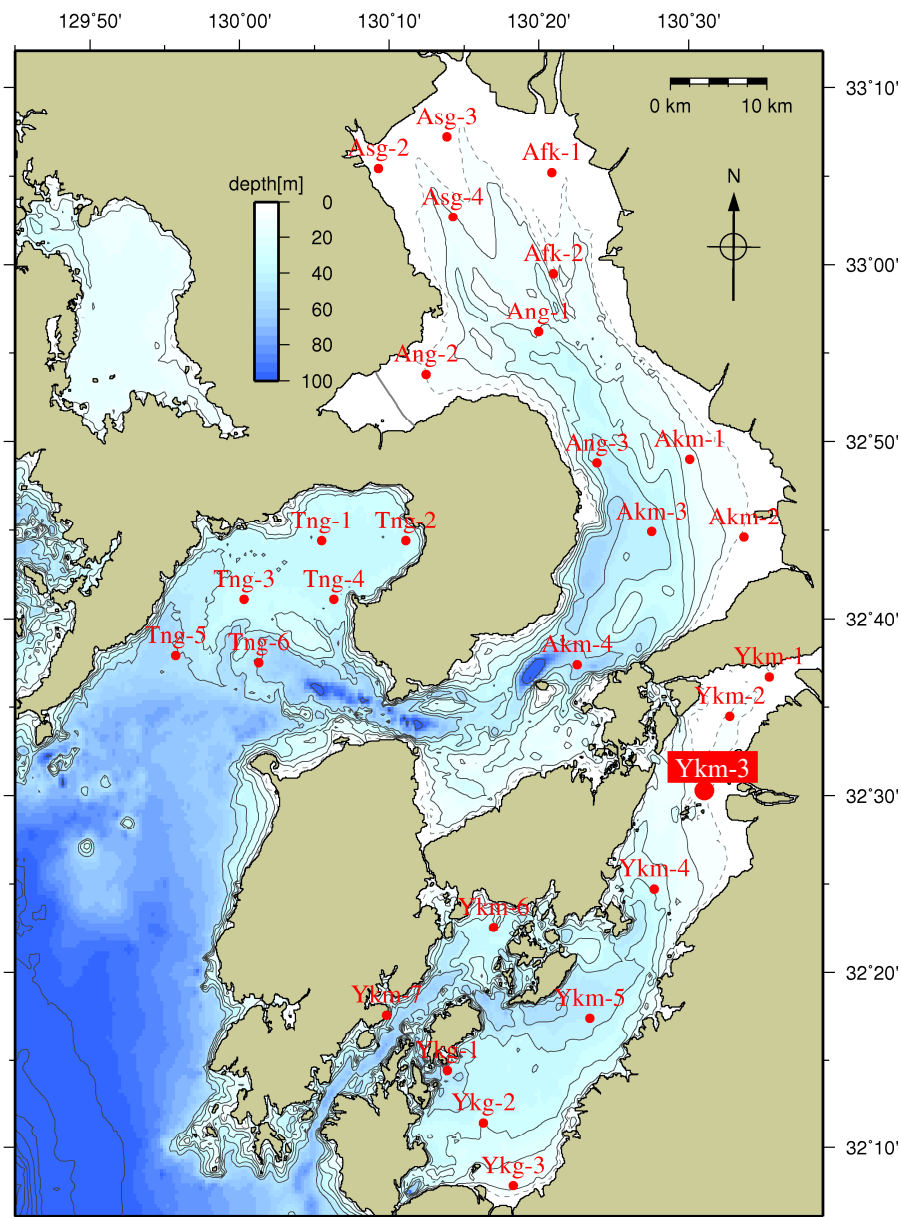 129˚50' 130˚00' 130˚10' 130˚20' 130˚30'
33˚10'
33˚00'
32˚50'
32˚40'
32˚30'
32˚20'
32˚10'
0 km 10 km
N
depth[m]
0
20
40
60
80
100
Asg-3
Asg-2
Afk-1
Asg-4
Afk-2
Ang-1
Ang-2
Ang-3
Akm-1
Akm-3
Akm-2
Tng-1
Tng-2
Tng-3
Tng-4
Tng-5
Tng-6
Akm-4
Ykm-1
Ykm-2
Ykm-3
Ykm-4
Ykm-6
Ykm-7
Ykm-5
Ykg-1
Ykg-2
Ykg-3